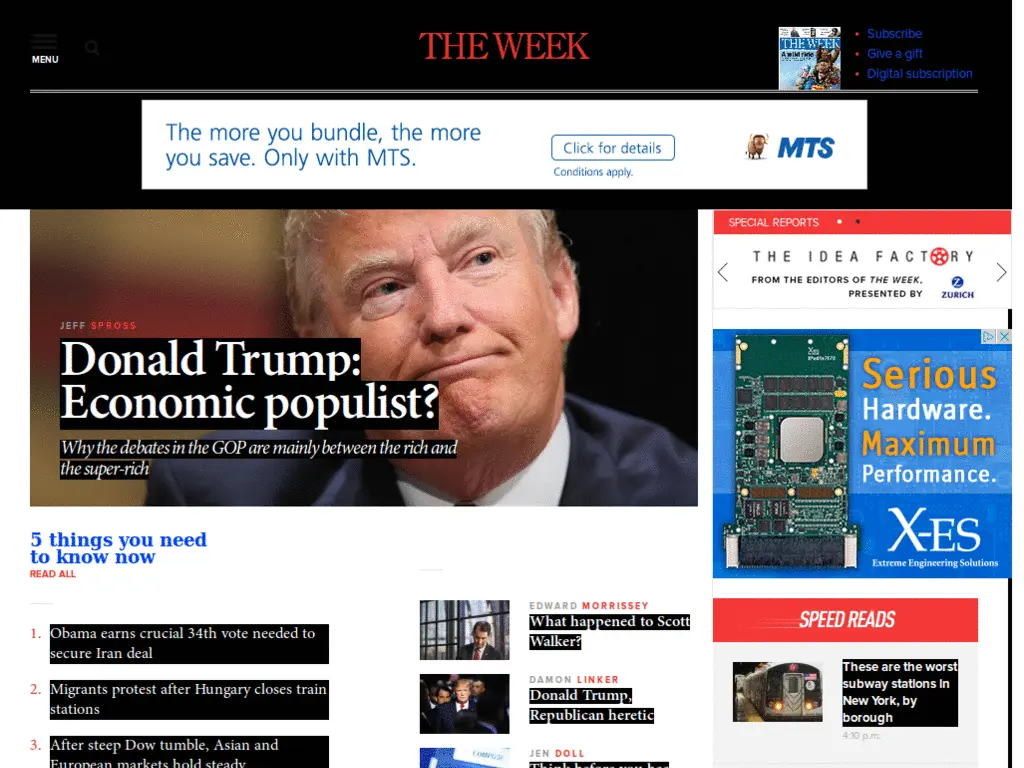 MENU
THE WEEK
THE WEEK
Subscribe
Give a gift
Digital subscription
The more you bundle, the more
you save. Only with MTS.
Click for details
Conditions apply.
MTS
JEFF SPROSS
Donald Trump:
Economic populist?
Why the debates in the GOP are mainly between the rich and
the super-rich
SPECIAL REPORTS
THE IDEA FACTORY
FROM THE EDITORS OF THE WEEK.
PRESENTED BY
ZURICH
Serious
Hardware.
Maximum
Performance.
X-ES
Extreme Engineering Solutions
5 things you need
to know now
READ ALL
1. Obama earns crucial 34th vote needed to
secure Iran deal
2. Migrants protest after Hungary closes train
stations
3. After steep Dow tumble, Asian and
European markets hold steady
EDWARD MORRISSEY
What happened to Scott
Walker?
DAMON LINKER
Donald Trump,
Republican heretic
JEN DOLL
Think before you
SPEED READS
These are the worst
subway stations in
New York, by
borough
4:10 p.m.